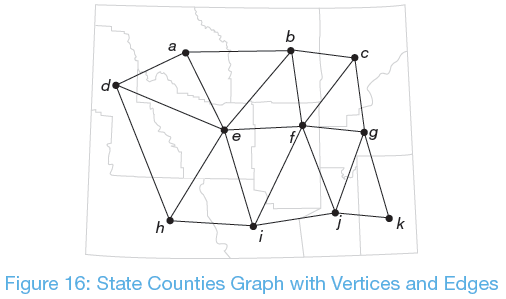 b
a
c
d
e
f
g
h
i
j
k
Figure 16: State Counties Graph with Vertices and Edges